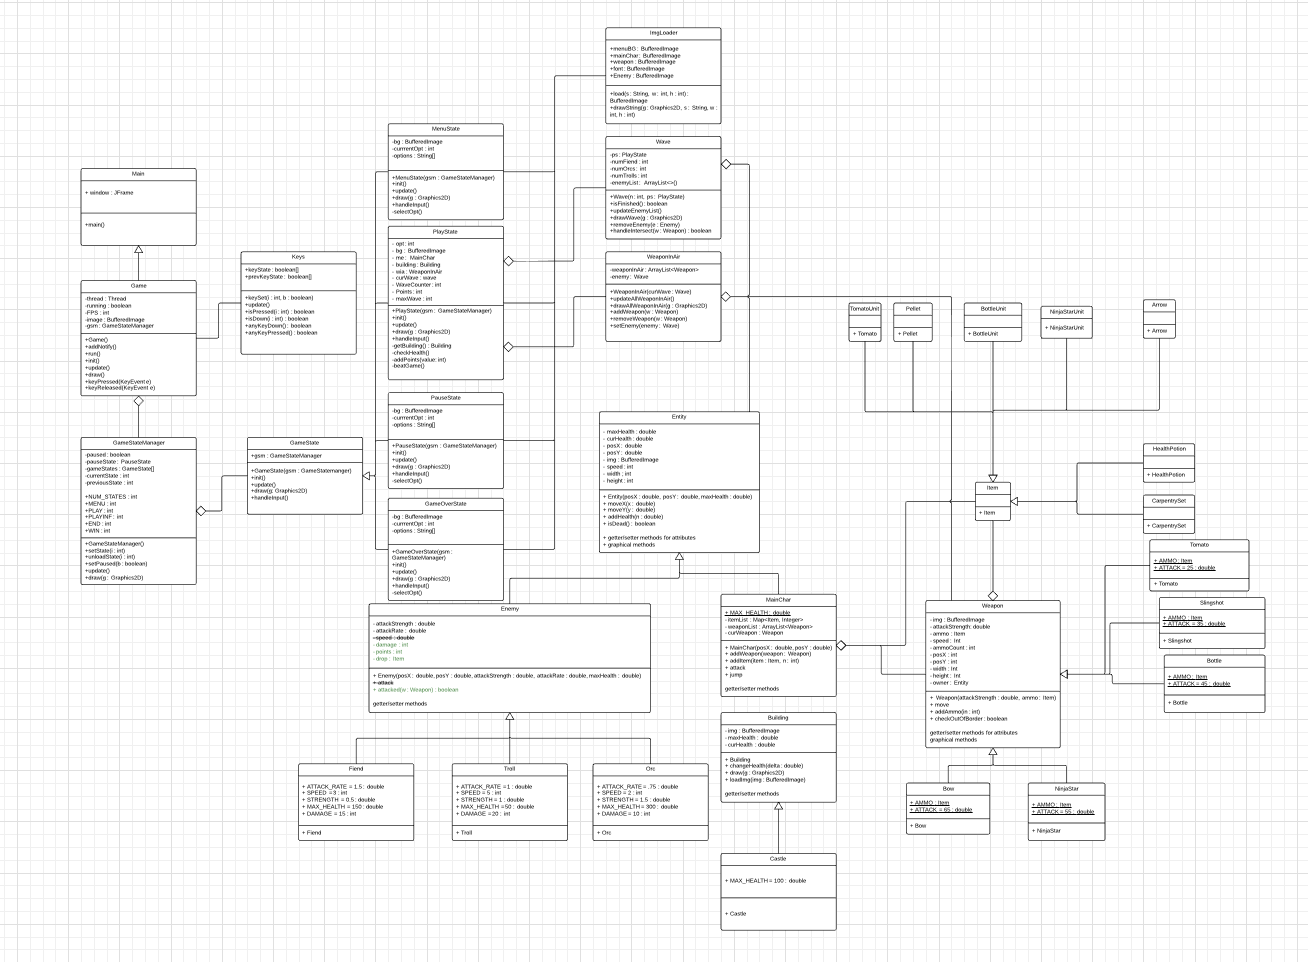 ImgLoader
+menuBG : BufferedImage
+mainChar : BufferedImage
+weapon : BufferedImage
+font : BufferedImage
+Enemy : BufferedImage
+load(s : String, w : int, h : int) :
BufferedImage
+drawString(g : Graphics2D, s : String, w :
int, h : int)
MenuState
-bg : BufferedImage
-currentOpt : int
-options : String[]
+MenuState(gsm : GameStateManager)
+init()
+update()
+draw(g : Graphics2D)
+handleInput()
-selectOpt()
Wave
-ps : PlayState
-numFiend : int
-numOrcs : int
-numTrolls : int
-enemyList : ArrayList<>()
+Wave(n : int, ps : PlayState)
+isFinished() : boolean
+updateEnemyList()
+drawWave(g : Graphics2D)
+removeEnemy(e : Enemy)
+handleIntersect(w : Weapon) : boolean
Main
+ window : JFrame
+main()
PlayState
- opt : int
- bg : BufferedImage
- me : MainChar
- building : Building
- wia : WeaponInAir
- curWave : wave
- WaveCounter : int
- Points : int
- maxWave : int
+PlayState(gsm : GameStateManager)
+init()
+update()
+draw(g : Graphics2D)
+handleInput()
-getBuilding() : Building
-checkHealth()
-addPoints(value: int)
-beatGame()
WeaponInAir
-weaponInAir : ArrayList<Weapon>
-enemy : Wave
+WeaponInAir(curWave : Wave)
+updateAllWeaponInAir()
+drawAllWeaponInAir(g : Graphics2D)
+addWeapon(w : Weapon)
+removeWeapon(w : Weapon)
+setEnemy(enemy : Wave)
Keys
+keyState : boolean[]
+prevKeyState : boolean[]
+keySet(i : int, b : boolean)
+update()
+isPressed(i : int) : boolean
+isDown(i : int) : boolean
+anyKeyDown() : boolean
+anyKeyPressed() : boolean
Game
-thread : Thread
-running : boolean
-FPS : int
-image : BufferedImage
-gsm : GameStateManager
+Game()
+addNotify()
+run()
+init()
+update()
+draw()
+keyPressed(KeyEvent e)
+keyReleased(KeyEvent e)
TomatoUnit
+ Tomato
Pellet
+ Pellet
BottleUnit
+ BottleUnit
NinjaStarUnit
+ NinjaStarUnit
Arrow
+ Arrow
PauseState
-bg : BufferedImage
-currrentOpt : int
-options : String[]
+PauseState(gsm : GameStateManager)
+init()
+update()
+draw(g : Graphics2D)
+handleInput()
-selectOpt()
Entity
- maxHealth : double
- curHealth : double
- posX : double
- posY : double
- img : BufferedImage
- speed : int
- width : int
- height : int
+ Entity(posX : double, posY : double, maxHealth : double)
+ moveX(x : double)
+ moveY(y : double)
+ addHealth(n : double)
+ isDead() : boolean
+ getter/setter methods for attributes
+ graphical methods
GameStateManager
-paused : boolean
-pauseState : PauseState
-gameStates : GameState[]
-currentState : int
-previousState : int
+NUM_STATES : int
+MENU : int
+PLAY : int
+PLAYINF : int
+END : int
+WIN : int
+GameStateManager()
+setState(i : int)
+unloadState(i : int)
+setPaused(b : boolean)
+update()
+draw(g : Graphics2D)
GameState
+gsm : GameStateManager
+GameState(gsm : GameStatemanger)
+init()
+update()
+draw(g : Graphics2D)
+handleInput()
HealthPotion
+ HealthPotion
Item
+ Item
CarpentrySet
+ CarpentrySet
GameOverState
-bg : BufferedImage
-currentOpt : int
-options : String[]
+GameOverState(gsm :
GameStateManager)
+init()
+update()
+draw(g : Graphics2D)
+handleInput()
-selectOpt()
Tomato
+ AMMO : Item
+ ATTACK = 25 : double
+ Tomato
Slingshot
+ AMMO : Item
+ ATTACK = 35 : double
+ Slingshot
Bottle
+ AMMO : Item
+ ATTACK = 45 : double
+ Bottle
Enemy
- attackStrength : double
- attackRate : double
- speed : double
- damage : int
- points : int
- drop : Item
+ Enemy(posX : double, posY : double, attackStrength : double, attackRate : double, maxHealth : double)
+ attack
+ attacked(w : Weapon) : boolean
getter/setter methods
MainChar
+ MAX_HEALTH : double
- itemList : Map<Item, Integer>
- weaponList : ArrayList<Weapon>
- curWeapon : Weapon
+ MainChar(posX : double, posY : double)
+ addWeapon(weapon : Weapon)
+ addItem(item : Item, n : int)
+ attack
+ jump
getter/setter methods
Weapon
- img : BufferedImage
- attackStrength: double
- ammo : Item
- speed : Int
- ammoCount : int
- posX : int
- posY : int
- width : Int
- height : Int
- owner : Entity
+ Weapon(attackStrength : double, ammo : Item)
+ move
+ addAmmo(n : int)
+ checkOutOfBorder : boolean
getter/setter methods for attributes
graphical methods
Building
- img : BufferedImage
- maxHealth : double
- curHealth : double
+ Building
+ changeHealth(delta : double)
+ draw(g : Graphics2D)
+ loadImg(img : BufferedImage)
getter/setter methods
Fiend
+ ATTACK_RATE = 1.5 : double
+ SPEED = 3 : int
+ STRENGTH = 0.5 : double
+ MAX_HEALTH = 150 : double
+ DAMAGE = 15 : int
+ Fiend
Troll
+ ATTACK_RATE = 1 : double
+ SPEED = 5 : int
+ STRENGTH = 1 : double
+ MAX_HEALTH = 50 : double
+ DAMAGE = 20 : int
+ Troll
Orc
+ ATTACK_RATE = .75 : double
+ SPEED = 2 : int
+ STRENGTH = 1.5 : double
+ MAX_HEALTH = 300 : double
+ DAMAGE = 10 : int
+ Orc
Bow
+ AMMO : Item
+ ATTACK = 65 : double
+ Bow
NinjaStar
+ AMMO : Item
+ ATTACK = 55 : double
+ NinjaStar
Castle
+ MAX_HEALTH = 100 : double
+ Castle